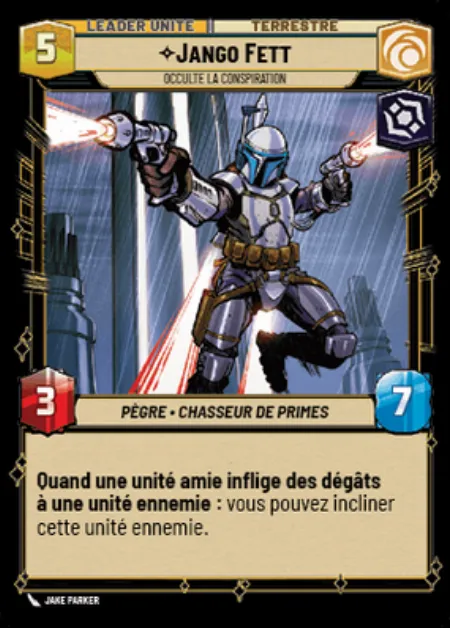 LEADER UNITÉ
TERRESTRE
5
JANGO FETT
OCCULTE LA CONSPIRATION
3
PÈGRE • CHASSEUR DE PRIMES
7
Quand une unité amie inflige des dégâts
à une unité ennemie : vous pouvez incliner
cette unité ennemie.
JAKE PARKER